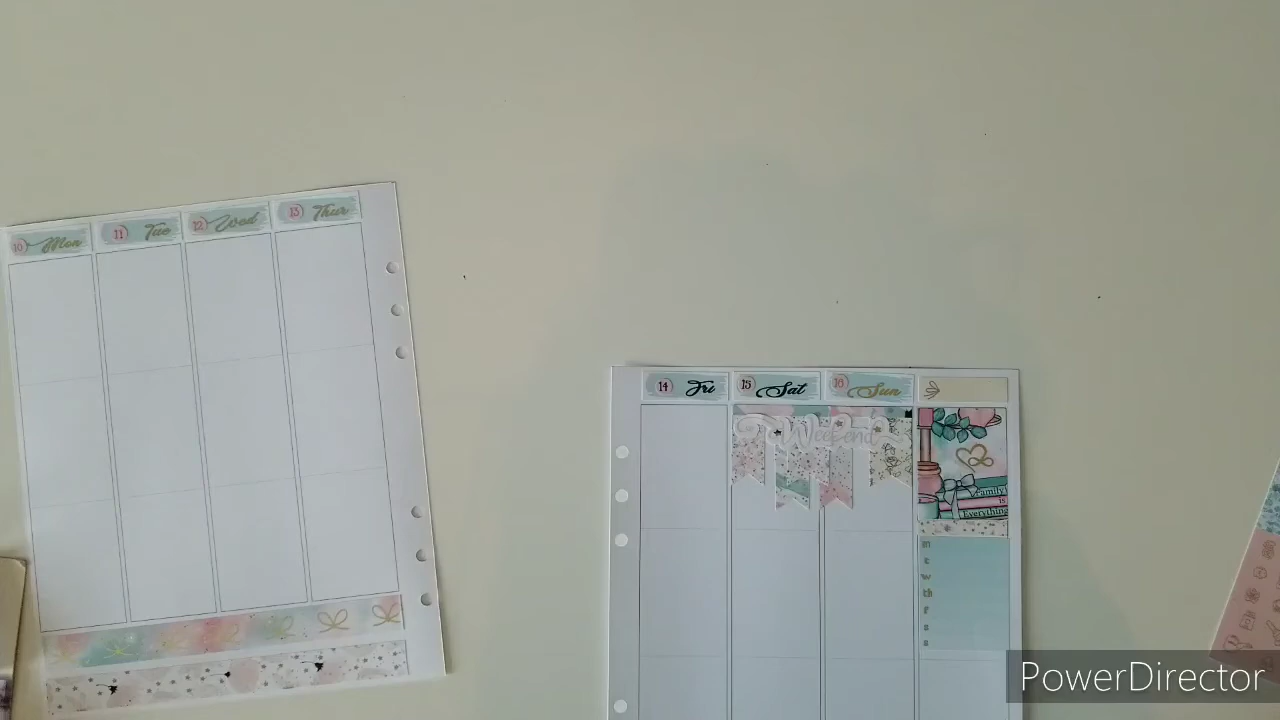 10 Mon
11 Tue
12 Wed
13 Thur
14 Fri
15 Sat
16 Sun
Weekend
Family
is
Everything
m
t
w
th
f
s
s
PowerDirector